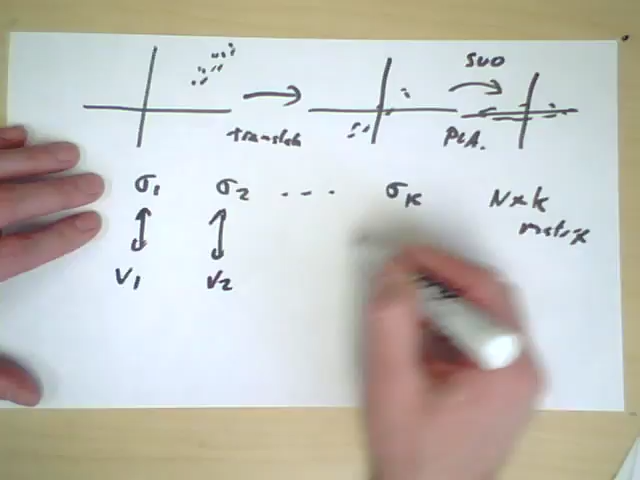 SVD
translate
PCA.
σ₁ σ₂ ... σₖ N×k
matrix
V₁ V₂